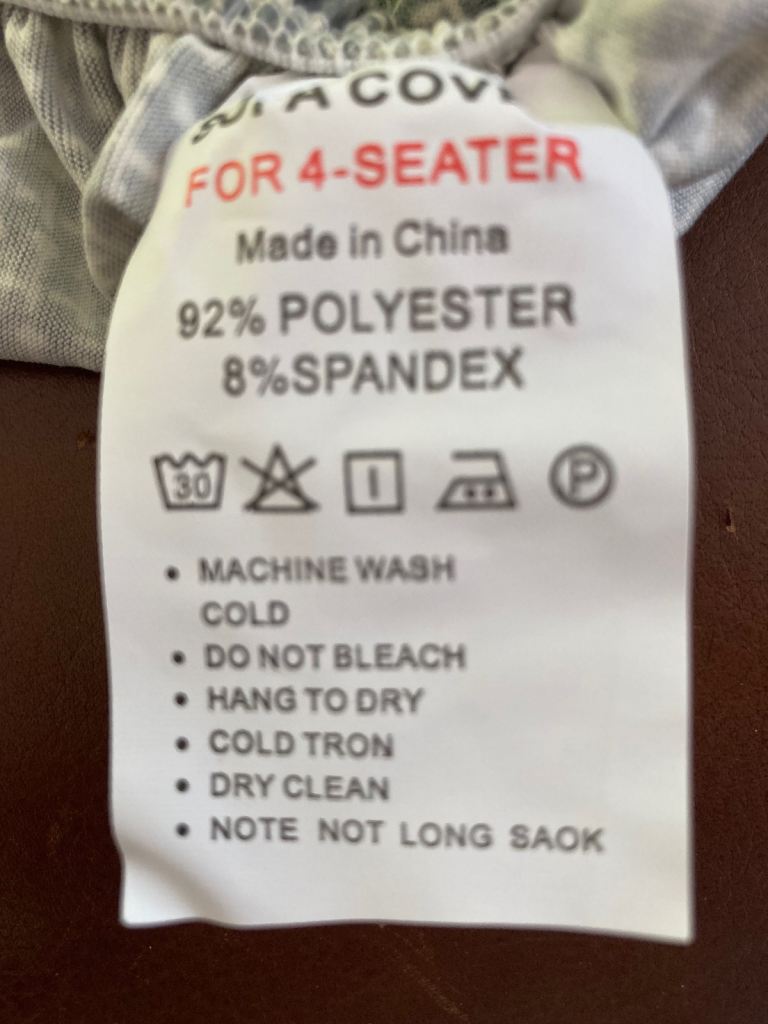 A COV
FOR 4-SEATER
Made in China
92% POLYESTER
8%SPANDEX
30 P
• MACHINE WASH
COLD
• DO NOT BLEACH
• HANG TO DRY
• COLD TRON
• DRY CLEAN
• NOTE NOT LONG SAOK